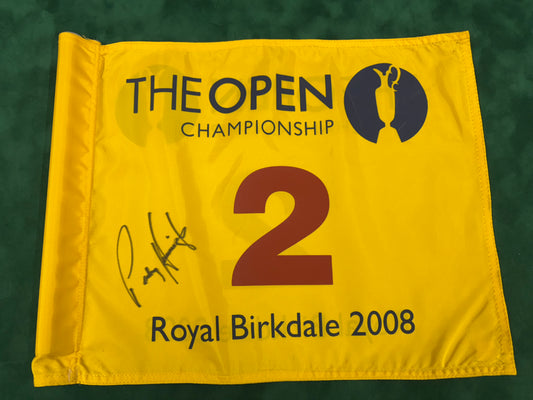 THE OPEN
CHAMPIONSHIP
2
Royal Birkdale 2008